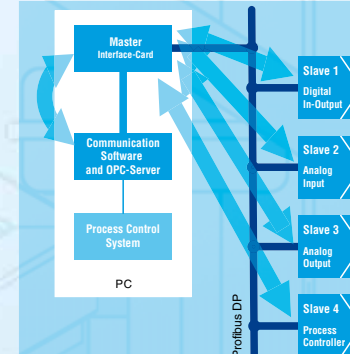 Master
Interface-Card
Communication
Software
and OPC-Server
Process Control
System
PC
Profibus DP
Slave 1
Digital
In-Output
Slave 2
Analog
Input
Slave 3
Analog
Output
Slave 4
Process
Controller